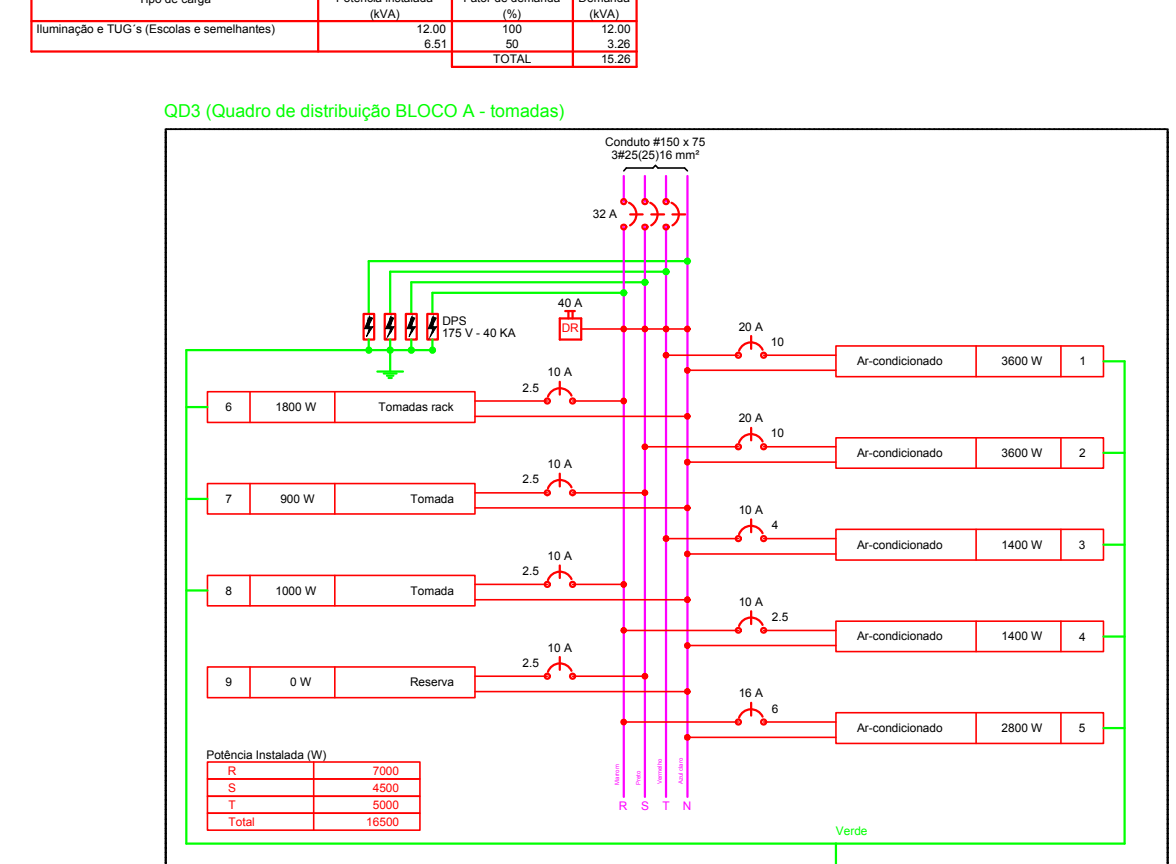 Tipo de carga Potência instalada Fator de demanda Demanda
(kVA) (%) (kVA)
Iluminação e TUG´s (Escolas e semelhantes) 12.00 100 12.00
6.51 50 3.26
TOTAL 15.26
QD3 (Quadro de distribuição BLOCO A - tomadas)
Conduto #150 x 75
3#25(25)16 mm²
32 A
DPS
175 V - 40 KA
40 A
DR
20 A
10
Ar-condicionado 3600 W 1
10 A
2.5
6 1800 W Tomadas rack
20 A
10
Ar-condicionado 3600 W 2
10 A
2.5
7 900 W Tomada
10 A
4
Ar-condicionado 1400 W 3
10 A
2.5
8 1000 W Tomada
10 A
2.5
Ar-condicionado 1400 W 4
10 A
2.5
9 0 W Reserva
16 A
6
Ar-condicionado 2800 W 5
Potência Instalada (W)
R 7000
S 4500
T 5000
Total 16500
Marrom Preto Vermelho Azul claro
R S T N
Verde